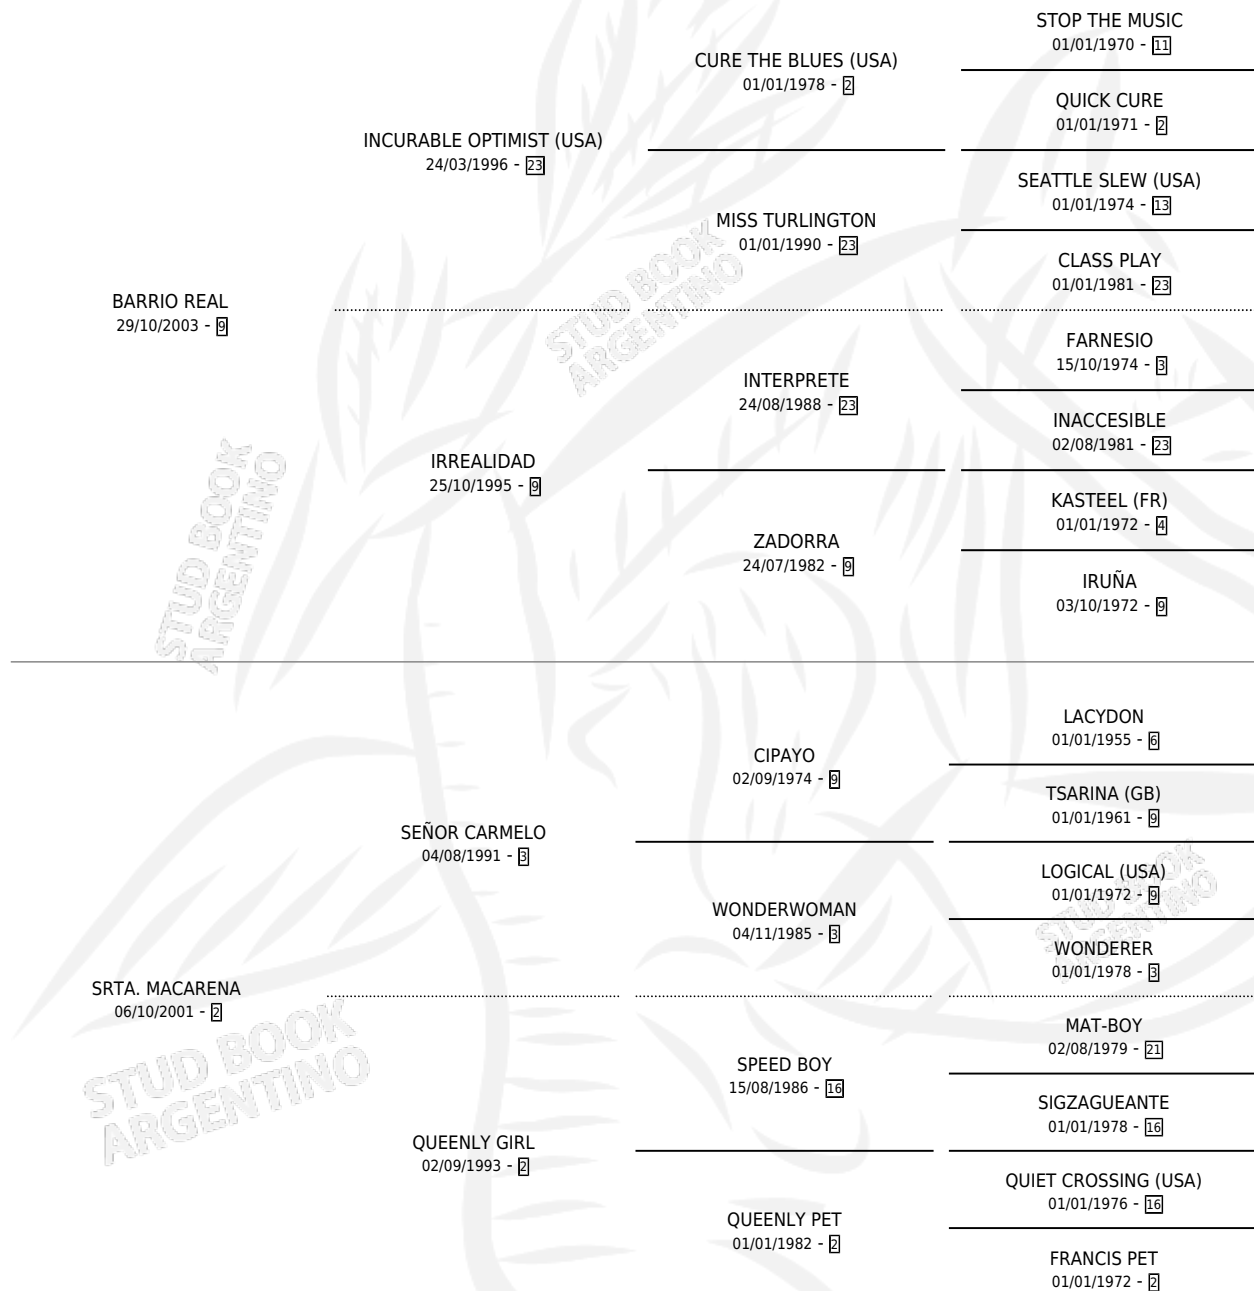 STOP THE MUSIC
01/01/1970 - 11
CURE THE BLUES (USA)
01/01/1978 - 2
QUICK CURE
01/01/1971 - 2
INCURABLE OPTIMIST (USA)
24/03/1996 - 23
SEATTLE SLEW (USA)
01/01/1974 - 13
MISS TURLINGTON
01/01/1990 - 23
CLASS PLAY
01/01/1981 - 23
BARRIO REAL
29/10/2003 - 9
FARNESIO
15/10/1974 - 3
INTERPRETE
24/08/1988 - 23
INACCESIBLE
02/08/1981 - 23
IRREALIDAD
25/10/1995 - 9
KASTEEL (FR)
01/01/1972 - 4
ZADORRA
24/07/1982 - 9
IRUÑA
03/10/1972 - 9
LACYDON
01/01/1955 - 6
CIPAYO
02/09/1974 - 9
TSARINA (GB)
01/01/1961 - 9
SEÑOR CARMELO
04/08/1991 - 3
LOGICAL (USA)
01/01/1972 - 9
WONDERWOMAN
04/11/1985 - 3
WONDERER
01/01/1978 - 3
SRTA. MACARENA
06/10/2001 - 2
MAT-BOY
02/08/1979 - 21
SPEED BOY
15/08/1986 - 16
SIGZAGUEANTE
01/01/1978 - 16
QUEENLY GIRL
02/09/1993 - 2
QUIET CROSSING (USA)
01/01/1976 - 16
QUEENLY PET
01/01/1982 - 2
FRANCIS PET
01/01/1972 - 2
STUD BOOK
ARGENTINO
STUD BOOK
ARGENTINO
STUD BOOK
ARGENTINO
STUD BOOK
ARGENTINO